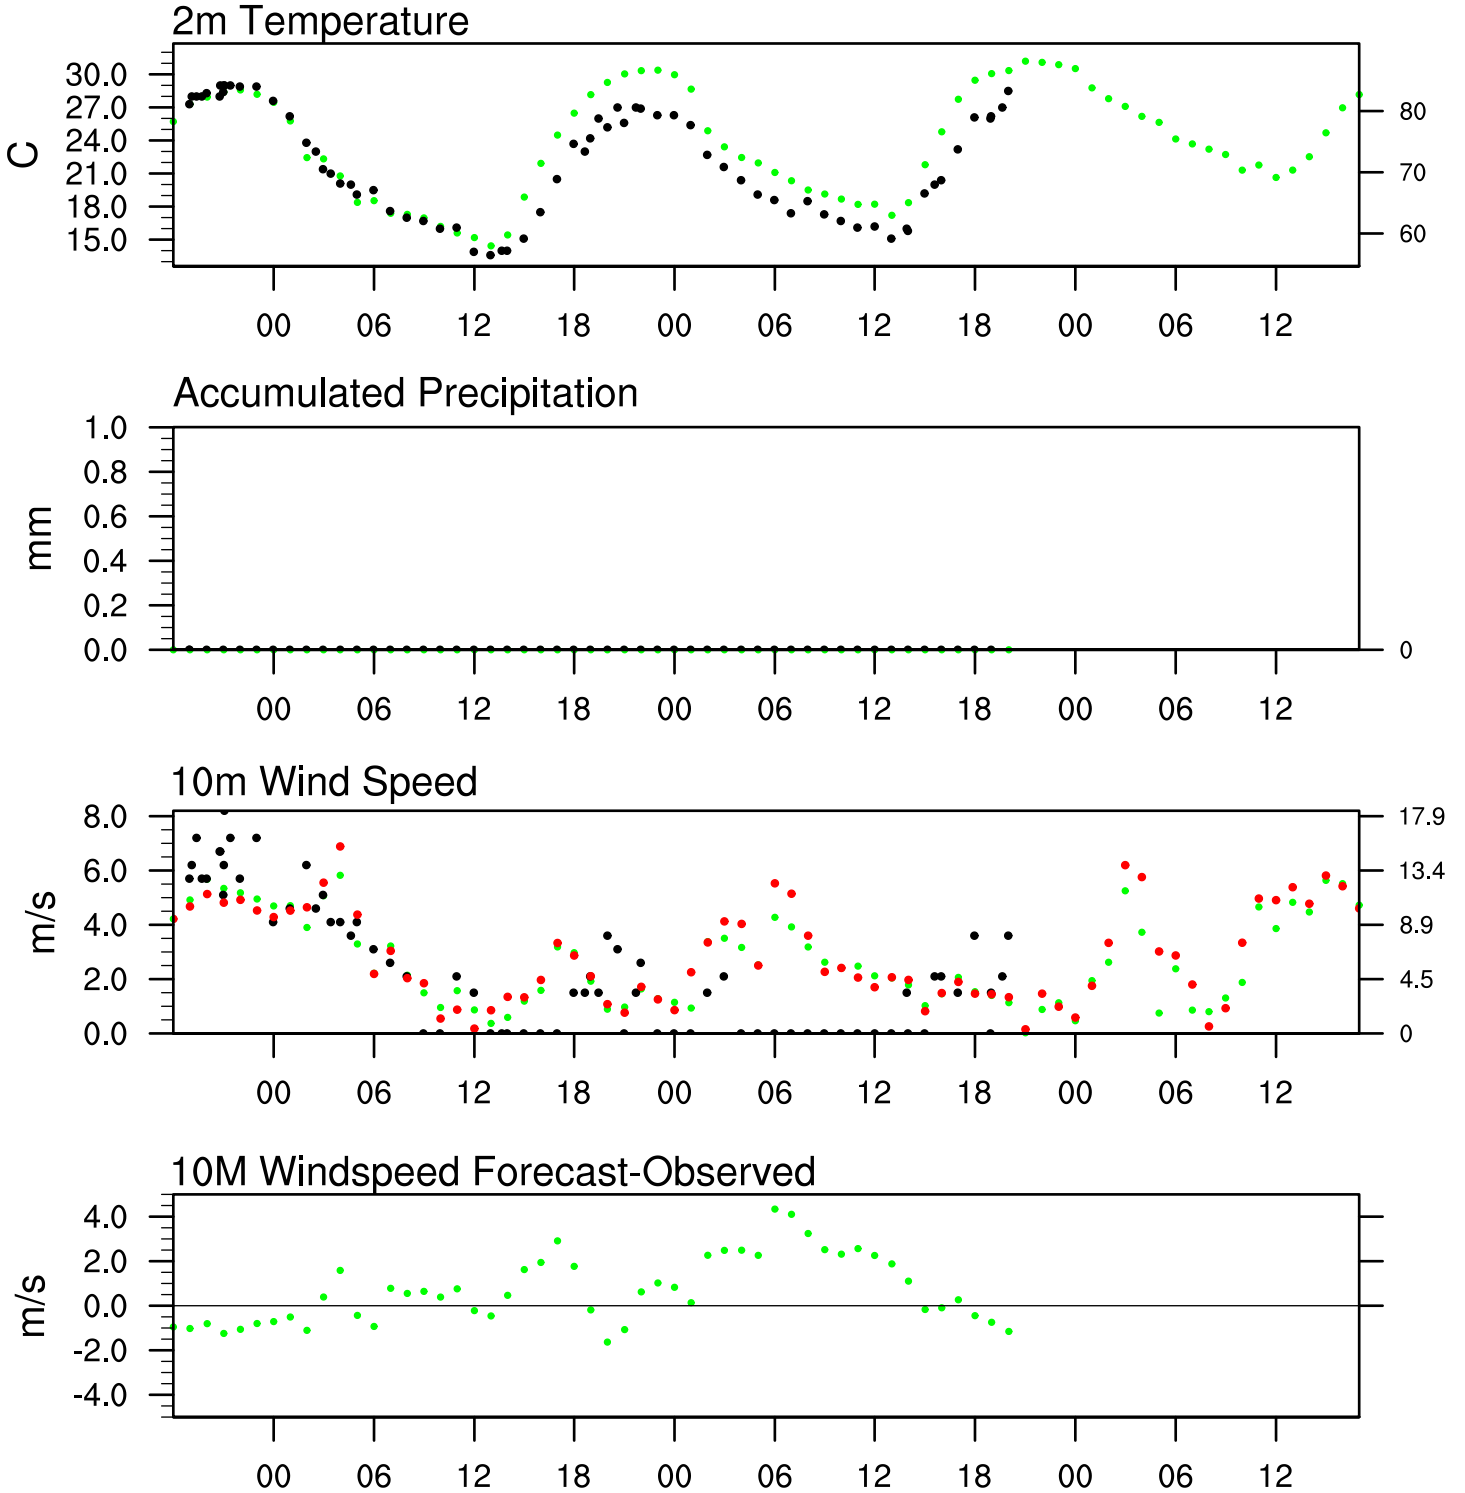 2m Temperature
30.0
27.0
24.0
21.0
18.0
15.0
C
80
70
60
00 06 12 18 00 06 12 18 00 06 12
Accumulated Precipitation
1.0
0.8
0.6
0.4
0.2
0.0
mm
0
00 06 12 18 00 06 12 18 00 06 12
10m Wind Speed
8.0
6.0
4.0
2.0
0.0
m/s
17.9
13.4
8.9
4.5
0
00 06 12 18 00 06 12 18 00 06 12
10M Windspeed Forecast-Observed
4.0
2.0
0.0
-2.0
-4.0
m/s
00 06 12 18 00 06 12 18 00 06 12